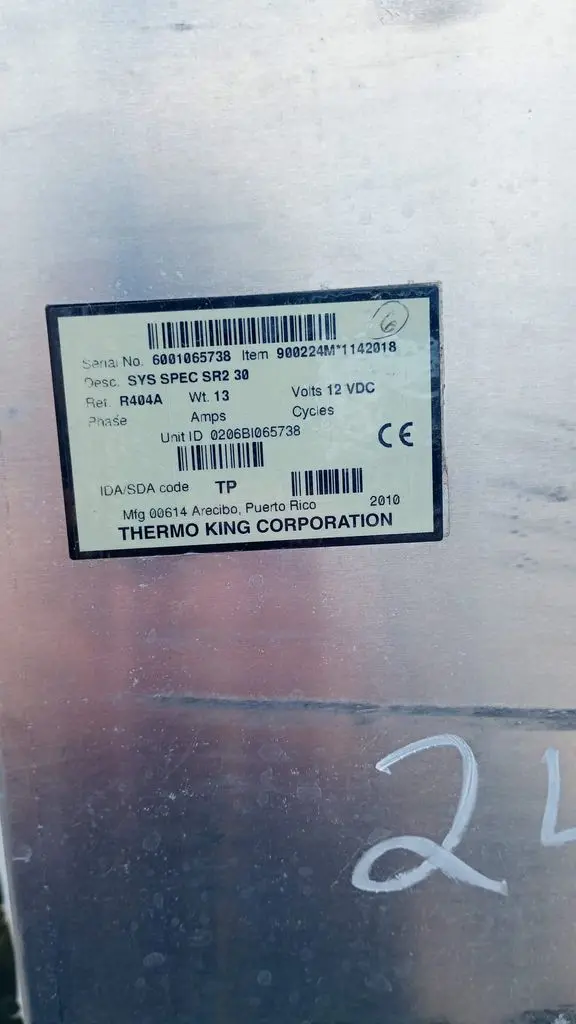 6
Serial No. 6001065738 Item 900224M*1142018
Desc. SYS SPEC SR2 30
Ref. R404A Wt. 13 Volts 12 VDC
Phase Amps Cycles
Unit ID 0206BI065738
CE
IDA/SDA code TP
Mfg 00614 Arecibo, Puerto Rico 2010
THERMO KING CORPORATION
2